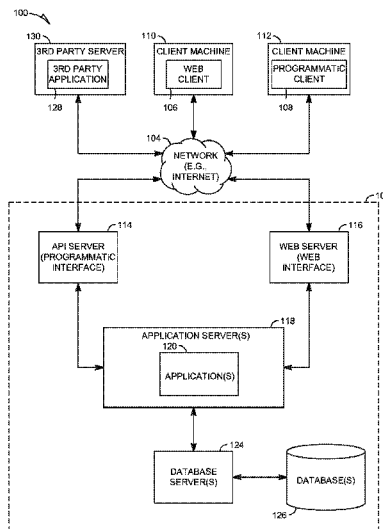 100
130
3RD PARTY SERVER
3RD PARTY
APPLICATION
128
110
CLIENT MACHINE
WEB
CLIENT
106
112
CLIENT MACHINE
PROGRAMMATIC
CLIENT
108
104
NETWORK
(E.G.,
INTERNET)
10
114
API SERVER
(PROGRAMMATIC
INTERFACE)
116
WEB SERVER
(WEB
INTERFACE)
118
APPLICATION SERVER(S)
120
APPLICATION(S)
124
DATABASE
SERVER(S)
DATABASE(S)
126